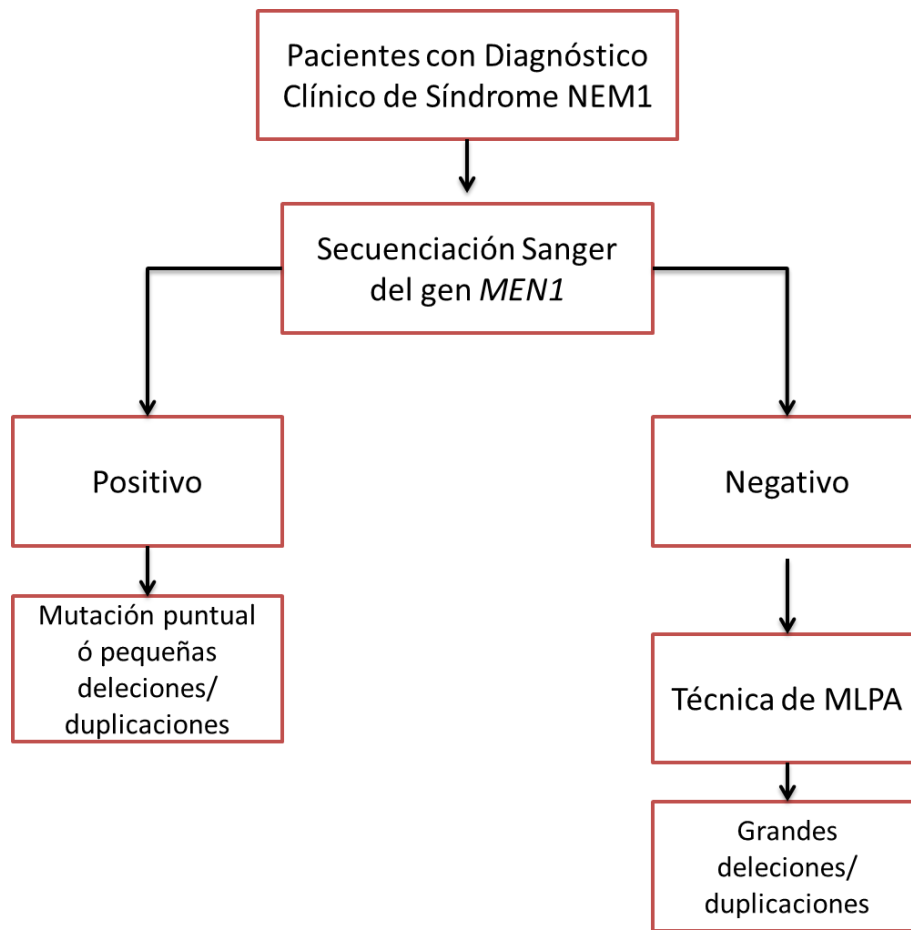 Pacientes con Diagnóstico
Clínico de Síndrome NEM1
Secuenciación Sanger
del gen MEN1
Positivo
Negativo
Mutación puntual
ó pequeñas
deleciones/
duplicaciones
Técnica de MLPA
Grandes
deleciones/
duplicaciones